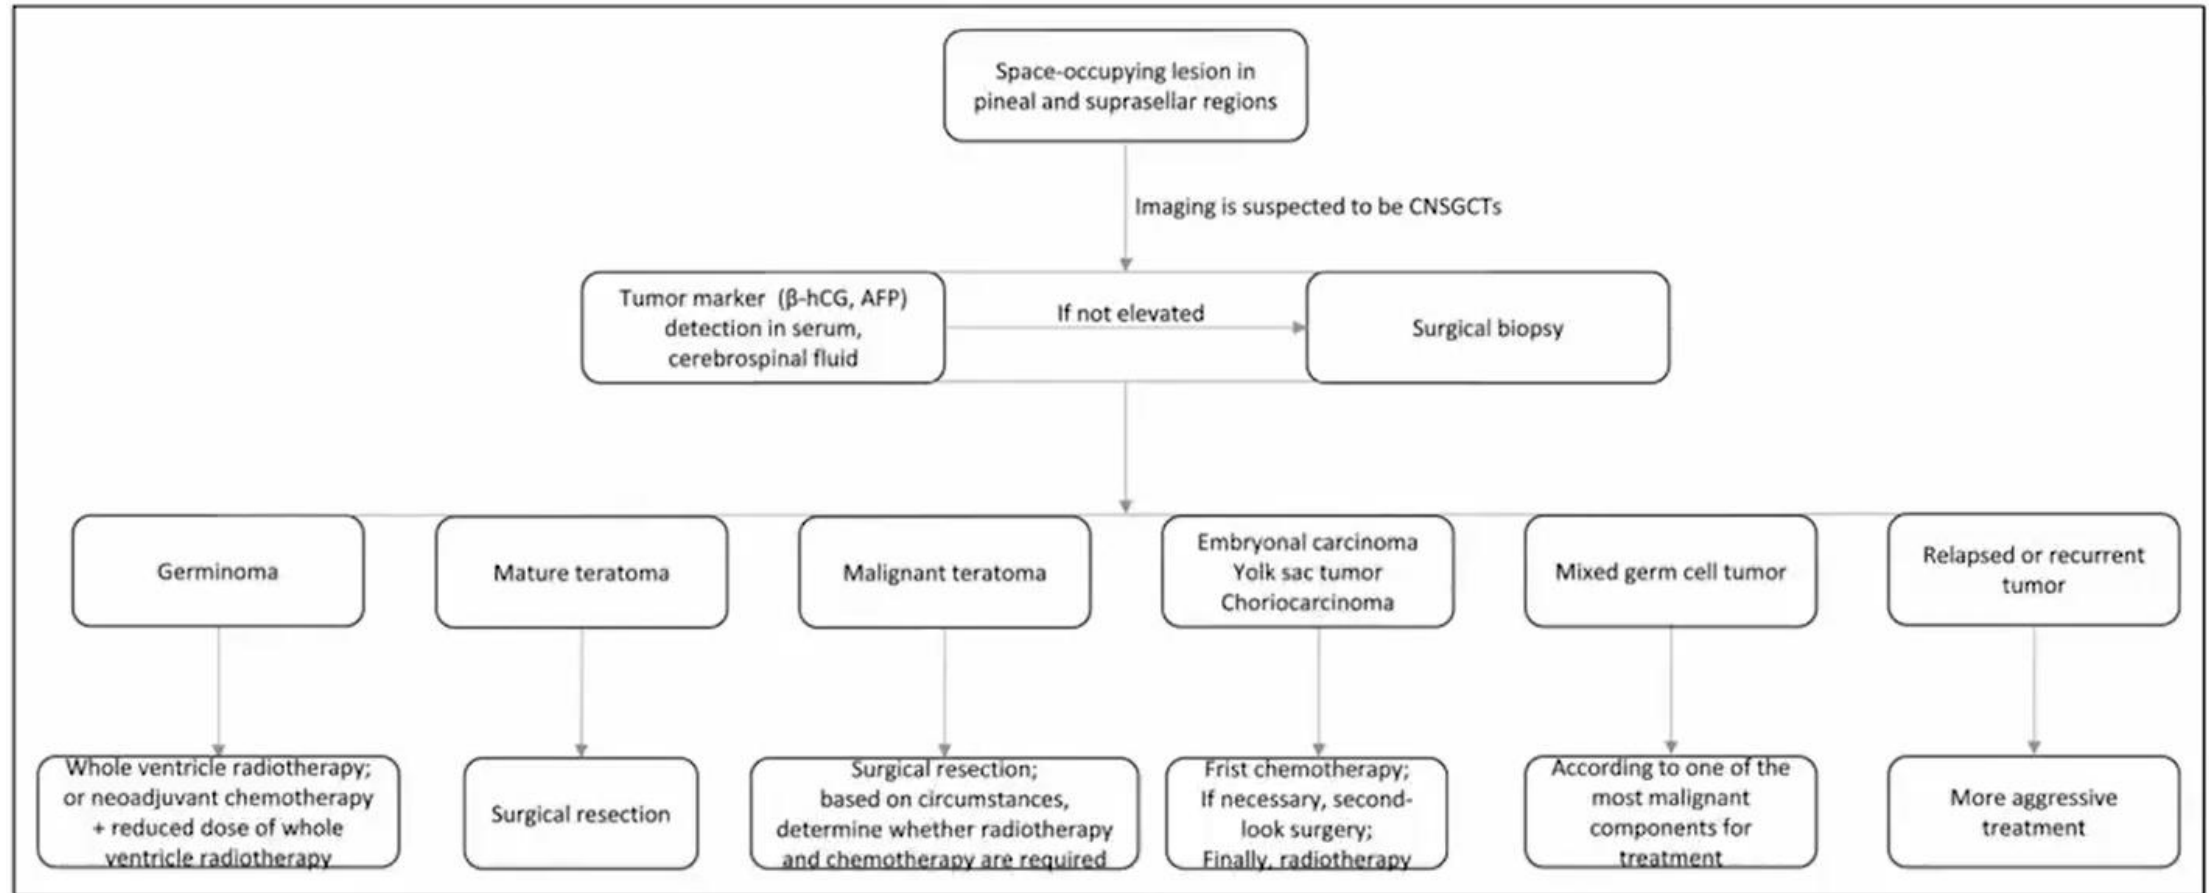 Space-occupying lesion in
pineal and suprasellar regions
Imaging is suspected to be CNSGCTs
Tumor marker (β-hCG, AFP)
detection in serum,
cerebrospinal fluid
If not elevated
Surgical biopsy
Germinoma
Mature teratoma
Malignant teratoma
Embryonal carcinoma
Yolk sac tumor
Choriocarcinoma
Mixed germ cell tumor
Relapsed or recurrent
tumor
Whole ventricle radiotherapy;
or neoadjuvant chemotherapy
+ reduced dose of whole
ventricle radiotherapy
Surgical resection
Surgical resection;
based on circumstances,
determine whether radiotherapy
and chemotherapy are required
Frist chemotherapy;
If necessary, second-
look surgery;
Finally, radiotherapy
According to one of the
most malignant
components for
treatment
More aggressive
treatment